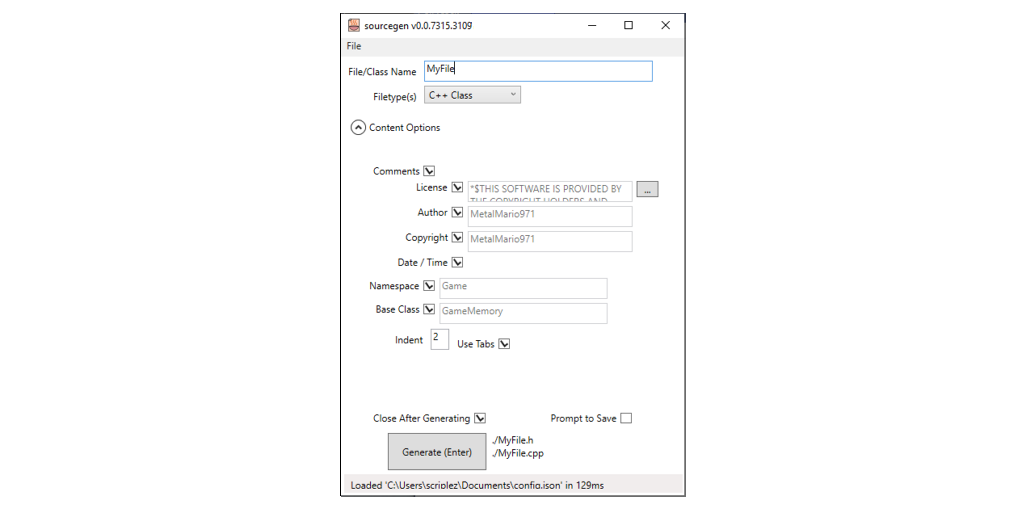 sourcegen v0.0.7315.3109
File
File/Class Name MyFile
Filetype(s) C++ Class
Content Options
Comments
License *$THIS SOFTWARE IS PROVIDED BY
THE COPYRIGHT HOLDERS AND
...
Author MetalMario971
Copyright MetalMario971
Date / Time
Namespace Game
Base Class GameMemory
Indent 2 Use Tabs
Close After Generating Prompt to Save
Generate (Enter)
./MyFile.h
./MyFile.cpp
Loaded 'C:\Users\scriplez\Documents\config.json' in 129ms